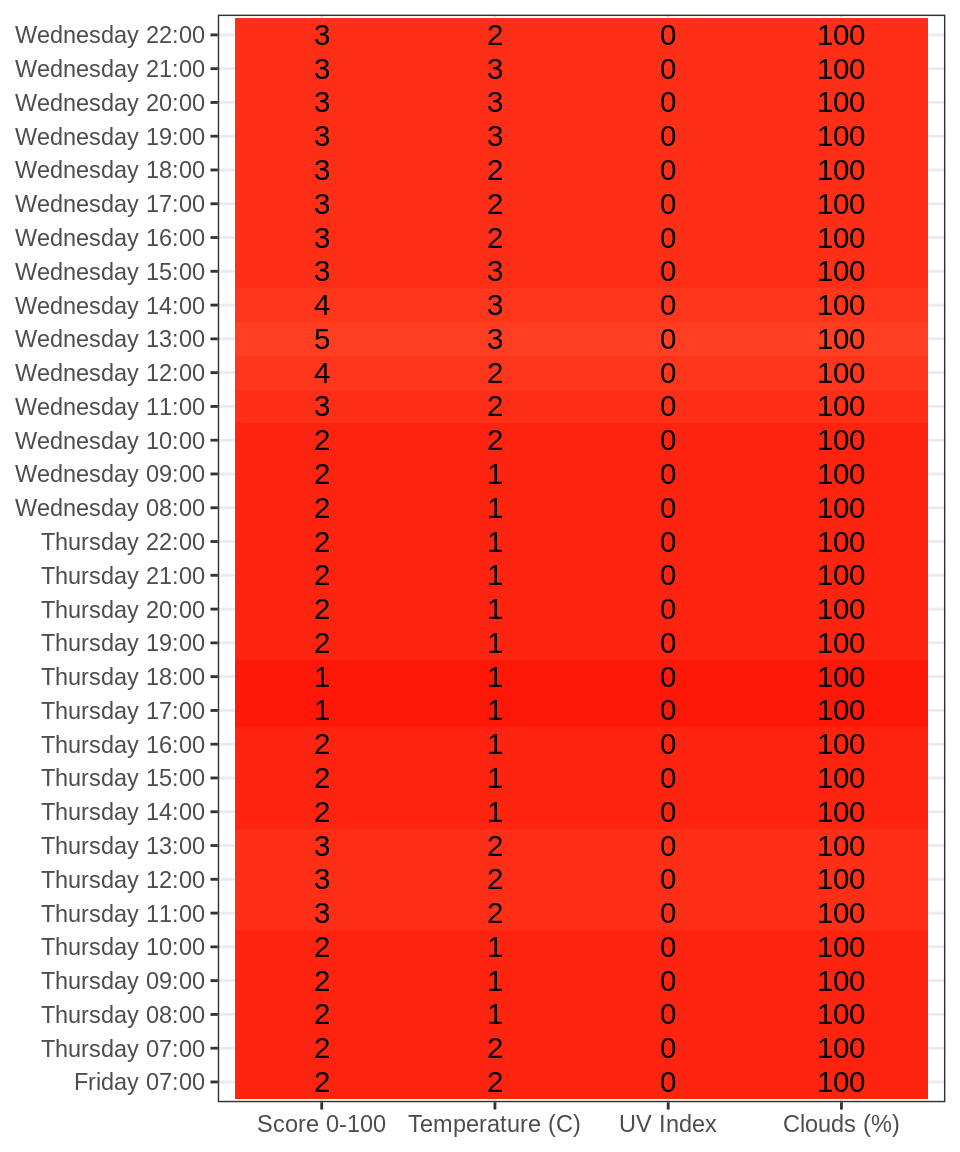 Wednesday 22:00 3 2 0 100
Wednesday 21:00 3 3 0 100
Wednesday 20:00 3 3 0 100
Wednesday 19:00 3 3 0 100
Wednesday 18:00 3 2 0 100
Wednesday 17:00 3 2 0 100
Wednesday 16:00 3 2 0 100
Wednesday 15:00 3 3 0 100
Wednesday 14:00 4 3 0 100
Wednesday 13:00 5 3 0 100
Wednesday 12:00 4 2 0 100
Wednesday 11:00 3 2 0 100
Wednesday 10:00 2 2 0 100
Wednesday 09:00 2 1 0 100
Wednesday 08:00 2 1 0 100
Thursday 22:00 2 1 0 100
Thursday 21:00 2 1 0 100
Thursday 20:00 2 1 0 100
Thursday 19:00 2 1 0 100
Thursday 18:00 1 1 0 100
Thursday 17:00 1 1 0 100
Thursday 16:00 2 1 0 100
Thursday 15:00 2 1 0 100
Thursday 14:00 2 1 0 100
Thursday 13:00 3 2 0 100
Thursday 12:00 3 2 0 100
Thursday 11:00 3 2 0 100
Thursday 10:00 2 1 0 100
Thursday 09:00 2 1 0 100
Thursday 08:00 2 1 0 100
Thursday 07:00 2 2 0 100
Friday 07:00 2 2 0 100
Score 0-100 Temperature (C) UV Index Clouds (%)